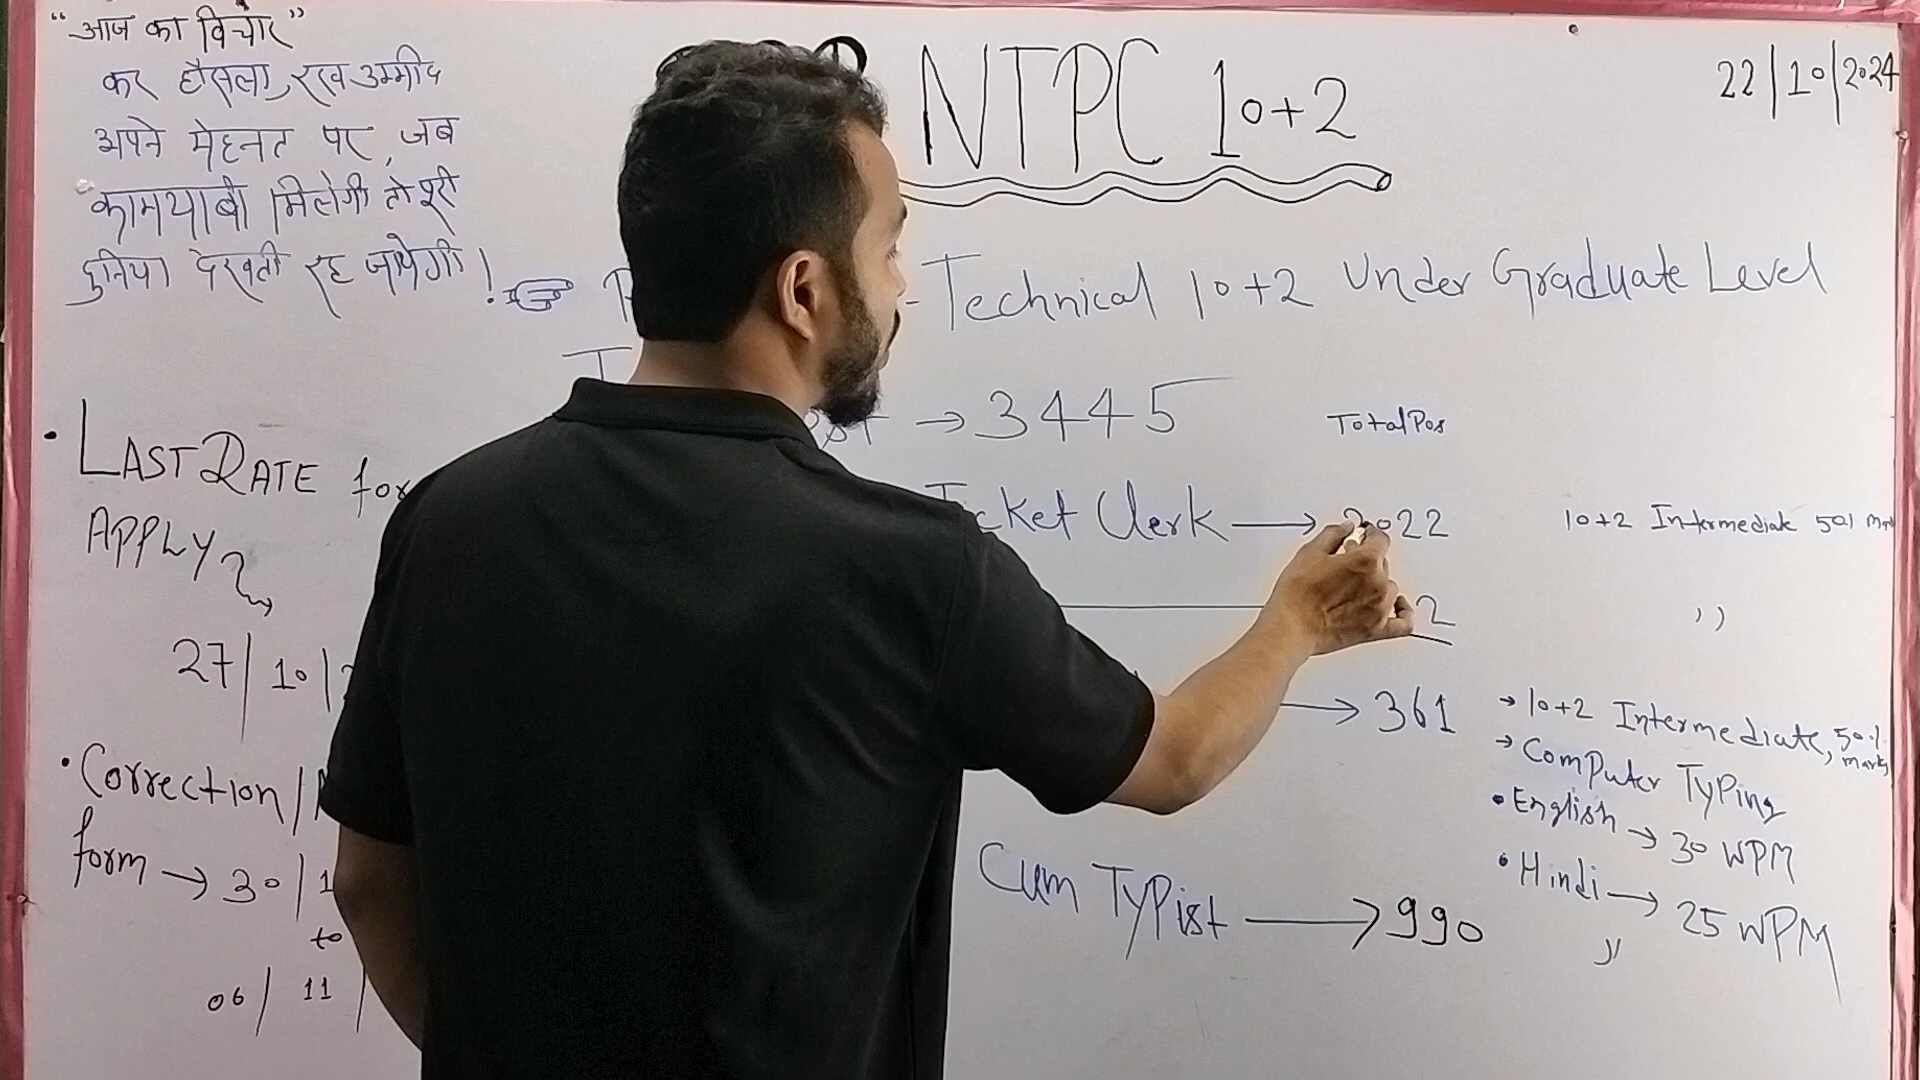 “आज का विचार”
कर हौसला, रख उम्मीद
अपने मेहनत पर, जब
कामयाबी मिलेगी तो पूरी
दुनिया देखती रह जायेगी!
NTPC 10+2
22/10/2024
-Technical 10+2 Under Graduate Level
→ 3445
Total Pos
cket Clerk → 2022
10+2 Intermediate 50%
2
,,
→ 361
→ 10+2 Intermediate, 50% marks
→ Computer Typing
• English → 30 WPM
• Hindi → 25 WPM
Cum Typist → 990
,,
• LAST DATE for
APPLY
27/10/2
• Correction/
form → 30/1
to
06/11/